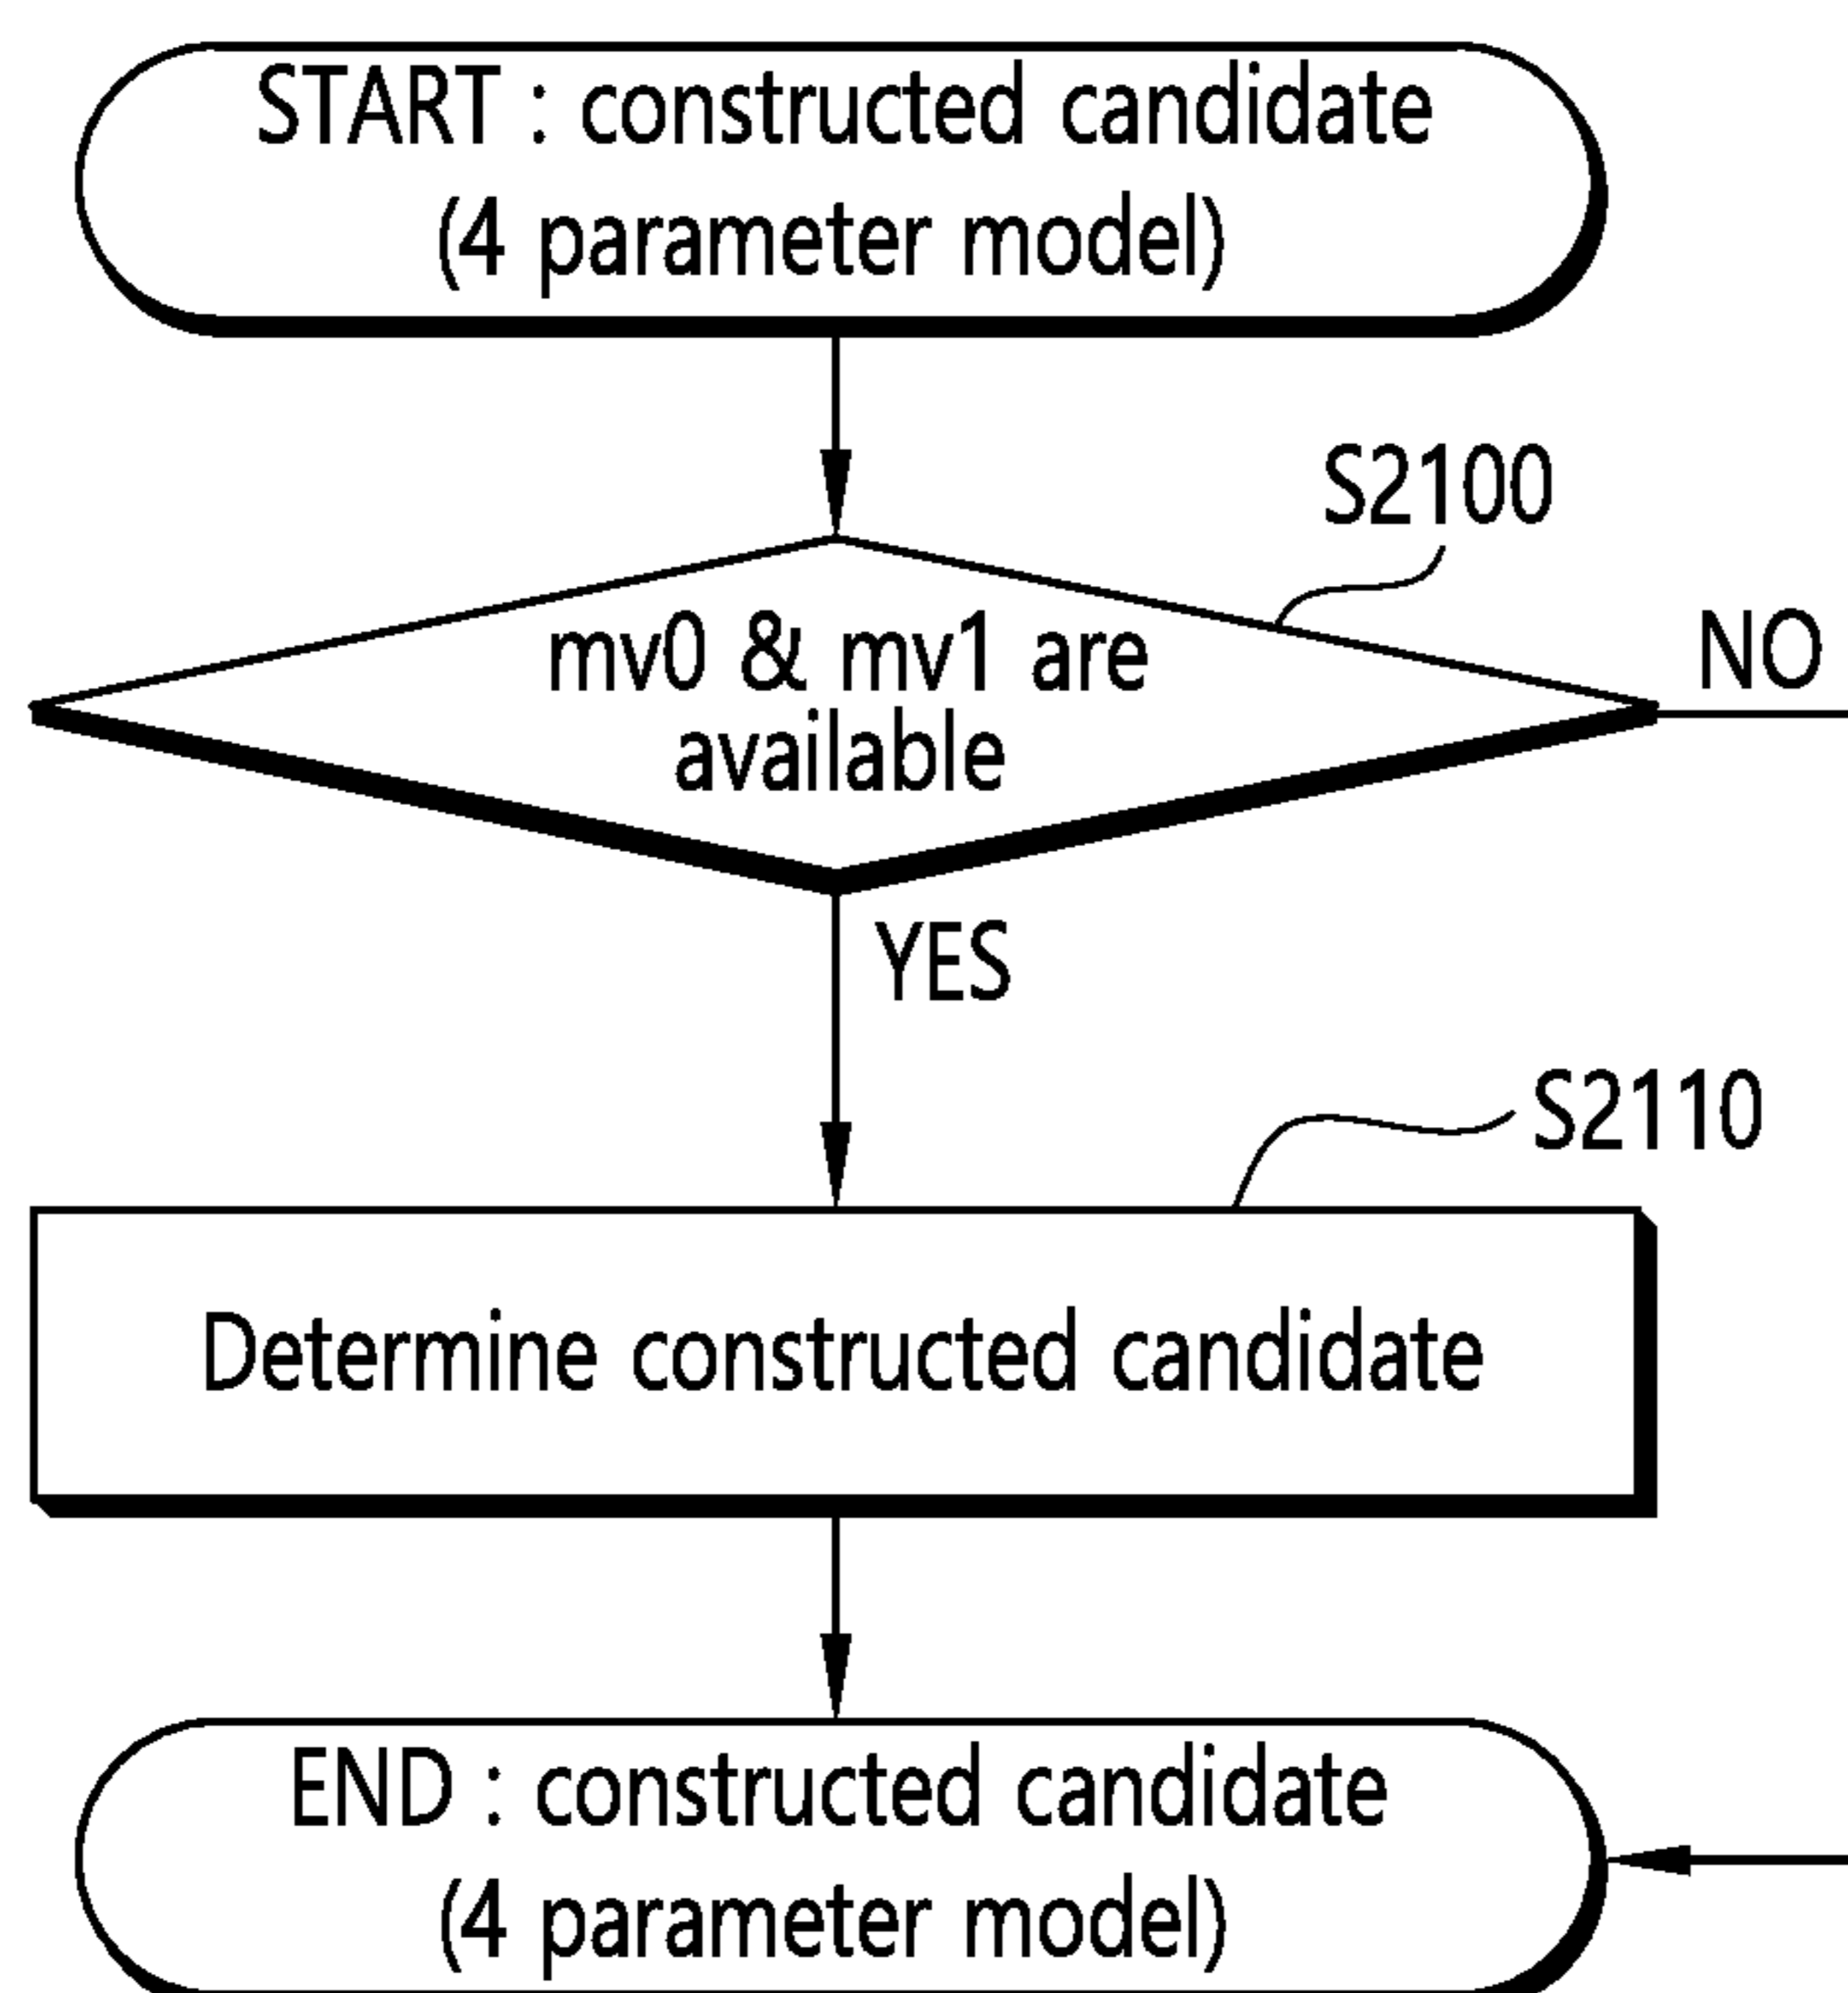 START : constructed candidate
(4 parameter model)
S2100
mv0 & mv1 are
available
NO
YES
S2110
Determine constructed candidate
END : constructed candidate
(4 parameter model)